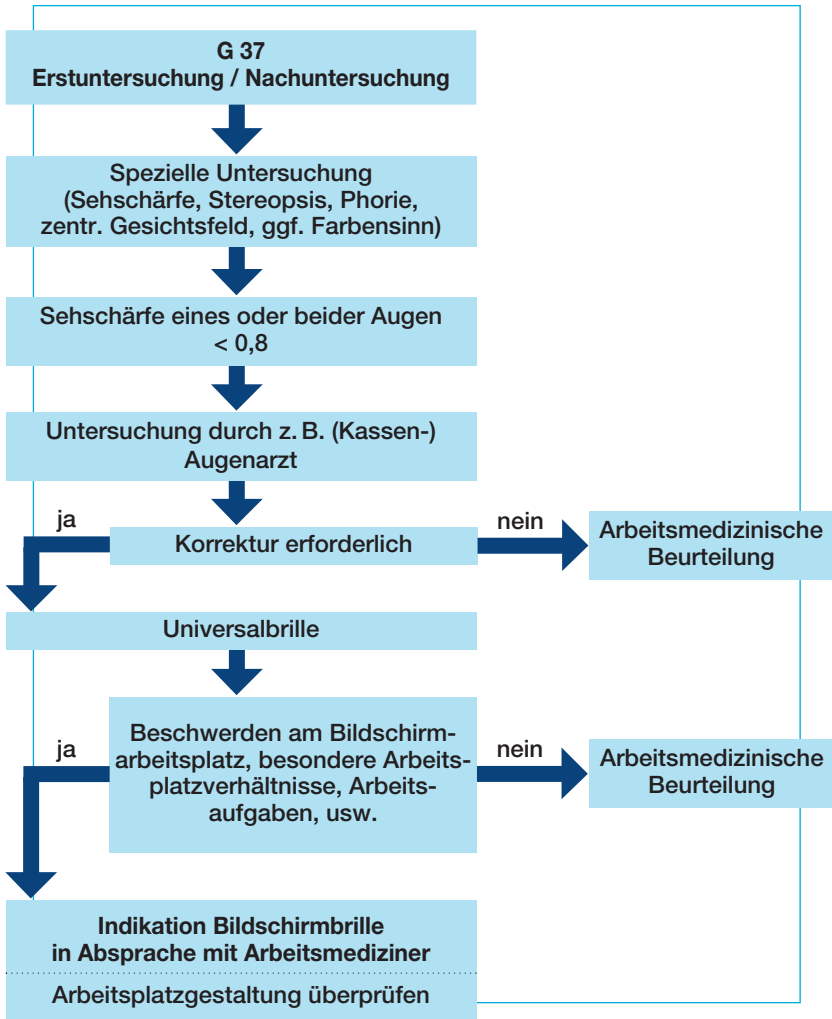 G 37
Erstuntersuchung / Nachuntersuchung
Spezielle Untersuchung
(Sehschärfe, Stereopsis, Phorie,
zentr. Gesichtsfeld, ggf. Farbensinn)
Sehschärfe eines oder beider Augen
< 0,8
Untersuchung durch z. B. (Kassen-)
Augenarzt
ja
Korrektur erforderlich
nein
Arbeitsmedizinische
Beurteilung
Universalbrille
ja
Beschwerden am Bildschirm-
arbeitsplatz, besondere Arbeits-
platzverhältnisse, Arbeits-
aufgaben, usw.
nein
Arbeitsmedizinische
Beurteilung
Indikation Bildschirmbrille
in Absprache mit Arbeitsmediziner
Arbeitsplatzgestaltung überprüfen